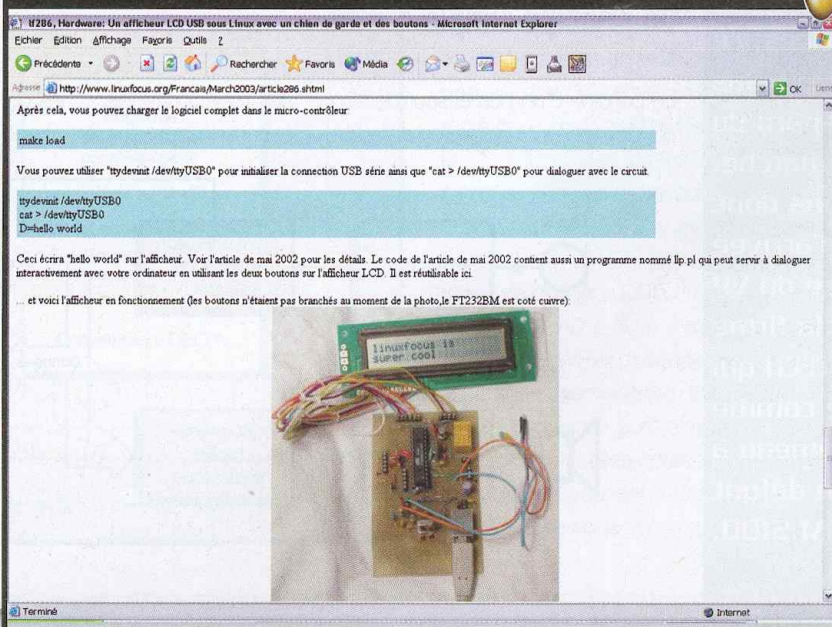 lf286, Hardware: Un afficheur LCD USB sous Linux avec un chien de garde et des boutons - Microsoft Internet Explorer
Fichier Edition Affichage Favoris Outils ?
Précédente Rechercher Favoris Média
Adresse http://www.linuxfocus.org/Francais/March2003/article286.shtml OK Liens
Après cela, vous pouvez charger le logiciel complet dans le micro-contrôleur:
make load
Vous pouvez utiliser "ttydevinit /dev/ttyUSB0" pour initialiser la connection USB série ainsi que "cat > /dev/ttyUSB0" pour dialoguer avec le circuit.
ttydevinit /dev/ttyUSB0
cat > /dev/ttyUSB0
D=hello world
Ceci écrira "hello world" sur l'afficheur. Voir l'article de mai 2002 pour les détails. Le code de l'article de mai 2002 contient aussi un programme nommé llp.pl qui peut servir à dialoguer
interactivement avec votre ordinateur en utilisant les deux boutons sur l'afficheur LCD. Il est réutilisable ici.
... et voici l'afficheur en fonctionnement (les boutons n'étaient pas branchés au moment de la photo,le FT232BM est coté cuivre):
linuxfocus is
super cool
Terminé
Internet